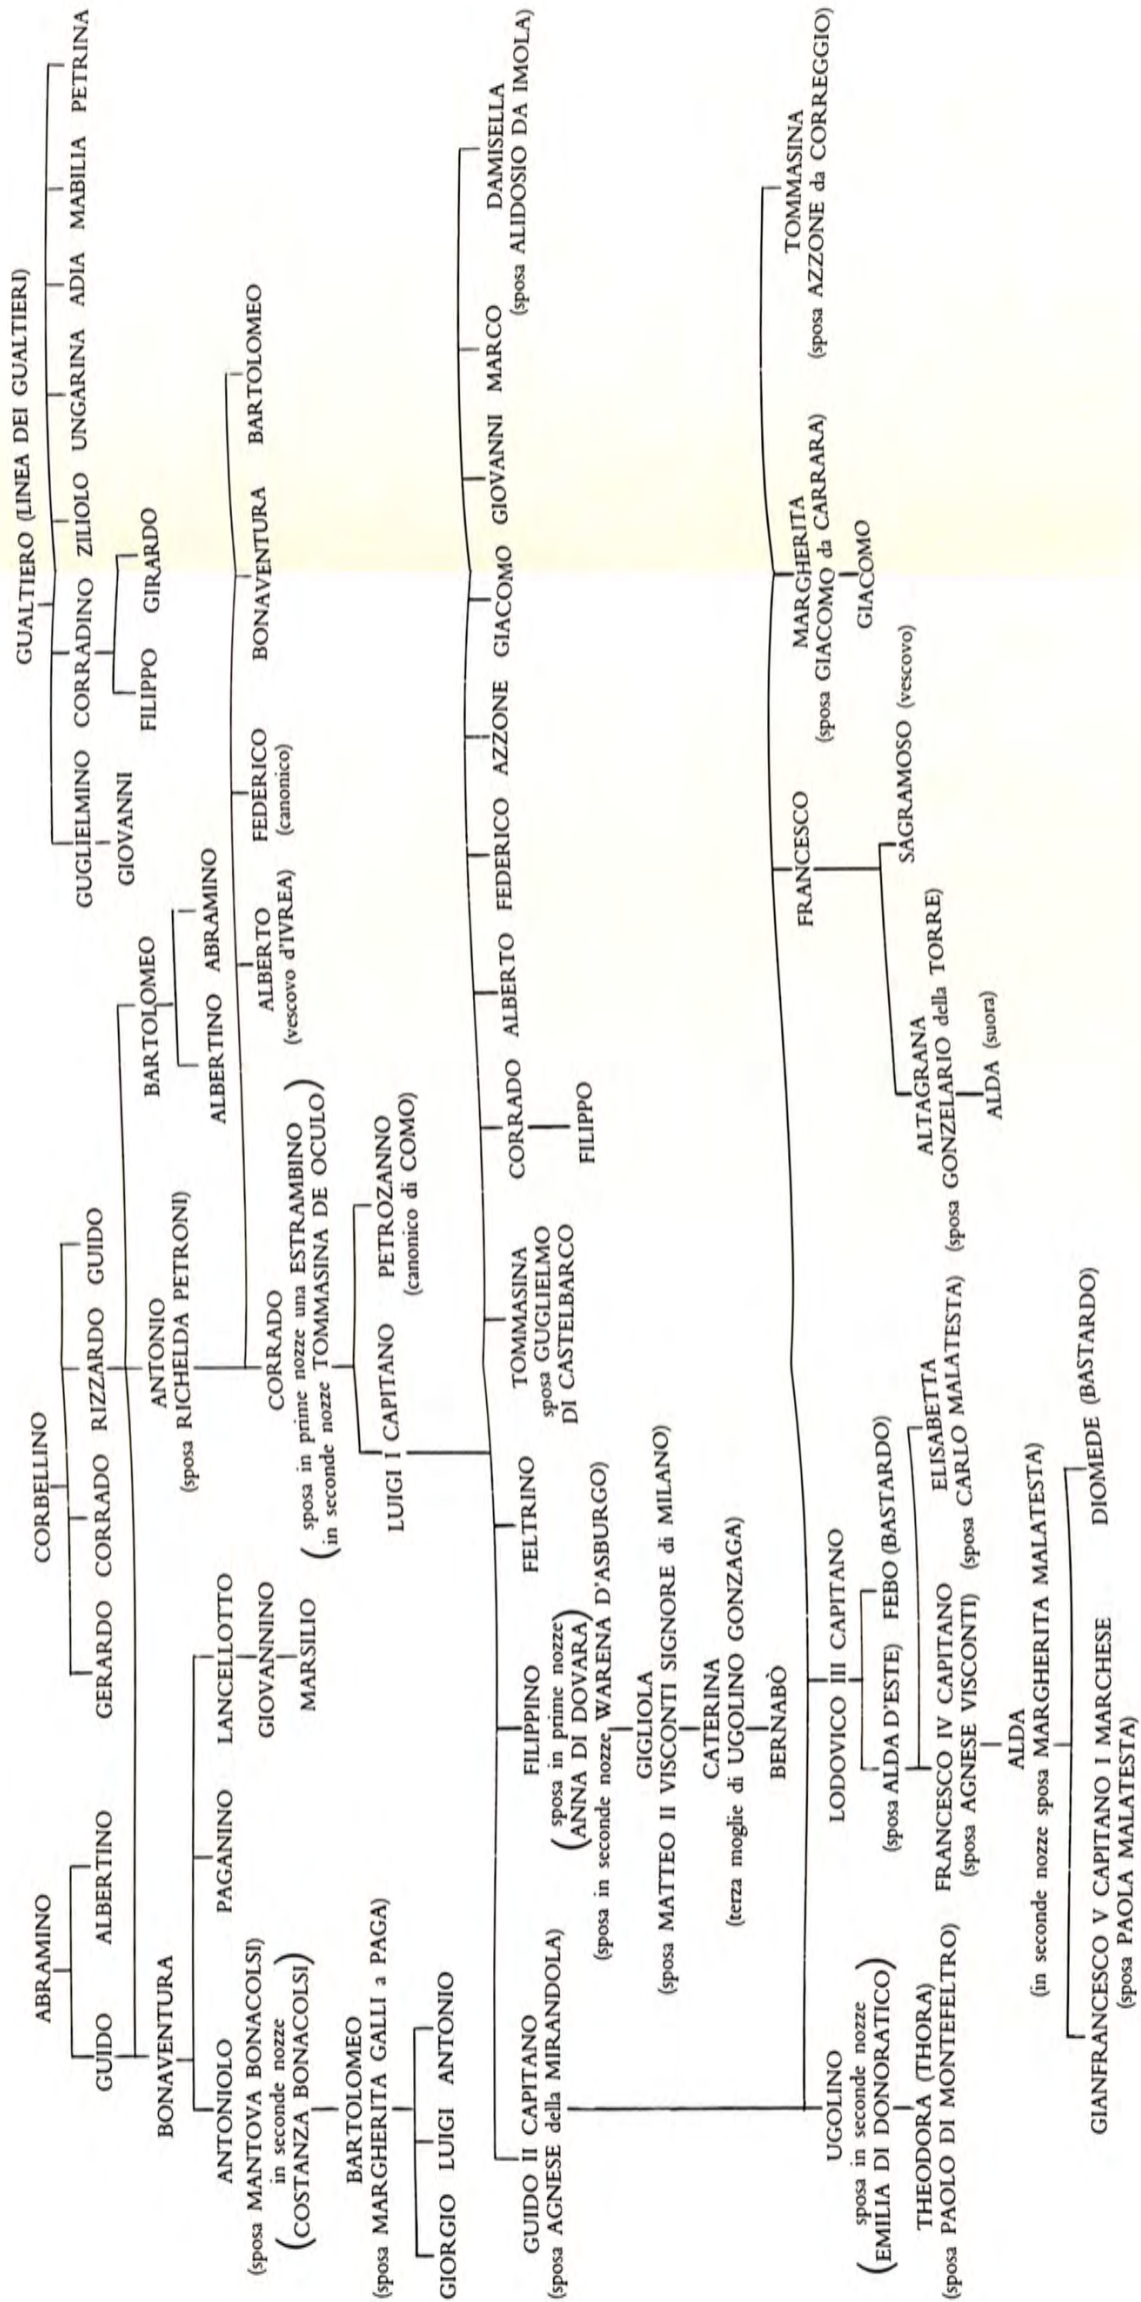 ABRAMINO
GUIDO ALBERTINO
CORBELLINO
GERARDO CORRADO RIZZARDO GUIDO
GUALTIERO (LINEA DEI GUALTIERI)
GUGLIELMINO CORRADINO ZILIOLO UNGARINA ADIA MABILIA PETRINA
GIOVANNI
FILIPPO GIRARDO
BONAVENTURA
ANTONIO
(sposa RICHELDA PETRONI)
BARTOLOMEO
ALBERTINO ABRAMINO
ANTONIOLO
(sposa MANTOVA BONACOLSI)
in seconde nozze
(COSTANZA BONACOLSI)
PAGANINO
LANCELLOTTO
GIOVANNINO
MARSILIO
CORRADO
(sposa in prime nozze una ESTRAMBINO)
(in seconde nozze TOMMASINA DE OCULO)
ALBERTO
(vescovo d'IVREA)
FEDERICO
(canonico)
BONAVENTURA
BARTOLOMEO
BARTOLOMEO
(sposa MARGHERITA GALLI a PAGA)
GIORGIO LUIGI ANTONIO
LUIGI I CAPITANO
PETROZANNO
(canonico di COMO)
GUIDO II CAPITANO
(sposa AGNESE della MIRANDOLA)
FILIPPINO
(sposa in prime nozze
ANNA DI DOVARA)
(sposa in seconde nozze WARENA D'ASBURGO)
GIGLIOLA
(sposa MATTEO II VISCONTI SIGNORE di MILANO)
CATERINA
(terza moglie di UGOLINO GONZAGA)
BERNABÒ
FELTRINO
TOMMASINA
sposa GUGLIELMO
DI CASTELBARCO
CORRADO ALBERTO FEDERICO AZZONE GIACOMO GIOVANNI MARCO
FILIPPO
DAMISELLA
(sposa ALIDOSIO DA IMOLA)
UGOLINO
(sposa in seconde nozze
EMILIA DI DONORATICO)
THEODORA (THORA)
(sposa PAOLO DI MONTEFELTRO)
LODOVICO III CAPITANO
(sposa ALDA D'ESTE) FEBO (BASTARDO)
FRANCESCO IV CAPITANO
(sposa AGNESE VISCONTI)
ELISABETTA
(sposa CARLO MALATESTA)
ALDA
(in seconde nozze sposa MARGHERITA MALATESTA)
GIANFRANCESCO V CAPITANO I MARCHESE
(sposa PAOLA MALATESTA)
DIOMEDE (BASTARDO)
FRANCESCO
ALTAGRANA
(sposa GONZELARIO della TORRE)
ALDA (suora)
SAGRAMOSO (vescovo)
MARGHERITA
(sposa GIACOMO da CARRARA)
GIACOMO
TOMMASINA
(sposa AZZONE da CORREGGIO)